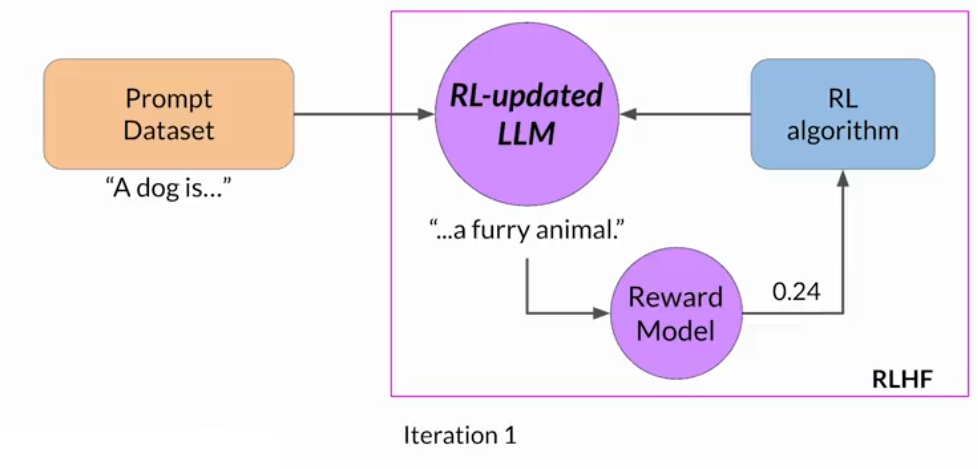 Prompt
Dataset
“A dog is...”
RL-updated
LLM
“...a furry animal.”
RL
algorithm
Reward
Model
0.24
RLHF
Iteration 1